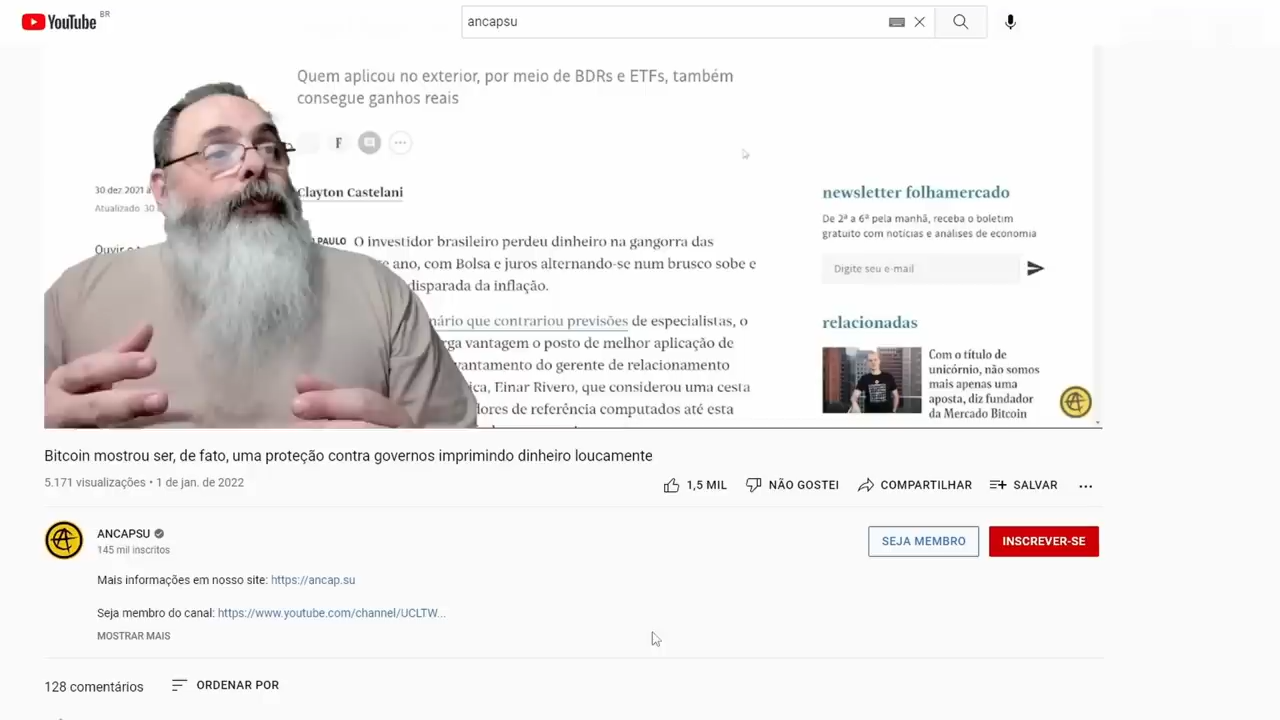 YouTube BR
ancapsu
Quem aplicou no exterior, por meio de BDRs e ETFs, também
consegue ganhos reais
F
30 dez 2021
Clayton Castelani
Atualizado 30
newsletter folhamercado
De 2ª a 6ª pela manhã, receba o boletim
gratuito com notícias e análises de economia
Digite seu e-mail
Ouvir o
PAULO O investidor brasileiro perdeu dinheiro na gangorra das
ano, com Bolsa e juros alternando-se num brusco sobe e
disparada da inflação.
que contrariou previsões de especialistas, o
vantagem o posto de melhor aplicação de
do gerente de relacionamento
Einar Rivero, que considerou uma cesta
de referência computados até esta
relacionadas
Com o título de
unicórnio, não somos
mais apenas uma
aposta, diz fundador
da Mercado Bitcoin
Bitcoin mostrou ser, de fato, uma proteção contra governos imprimindo dinheiro loucamente
5.171 visualizações • 1 de jan. de 2022
1,5 MIL NÃO GOSTEI COMPARTILHAR SALVAR ...
ANCAPSU
145 mil inscritos
SEJA MEMBRO INSCREVER-SE
Mais informações em nosso site: https://ancap.su
Seja membro do canal: https://www.youtube.com/channel/UCLTW...
MOSTRAR MAIS
128 comentários ORDENAR POR